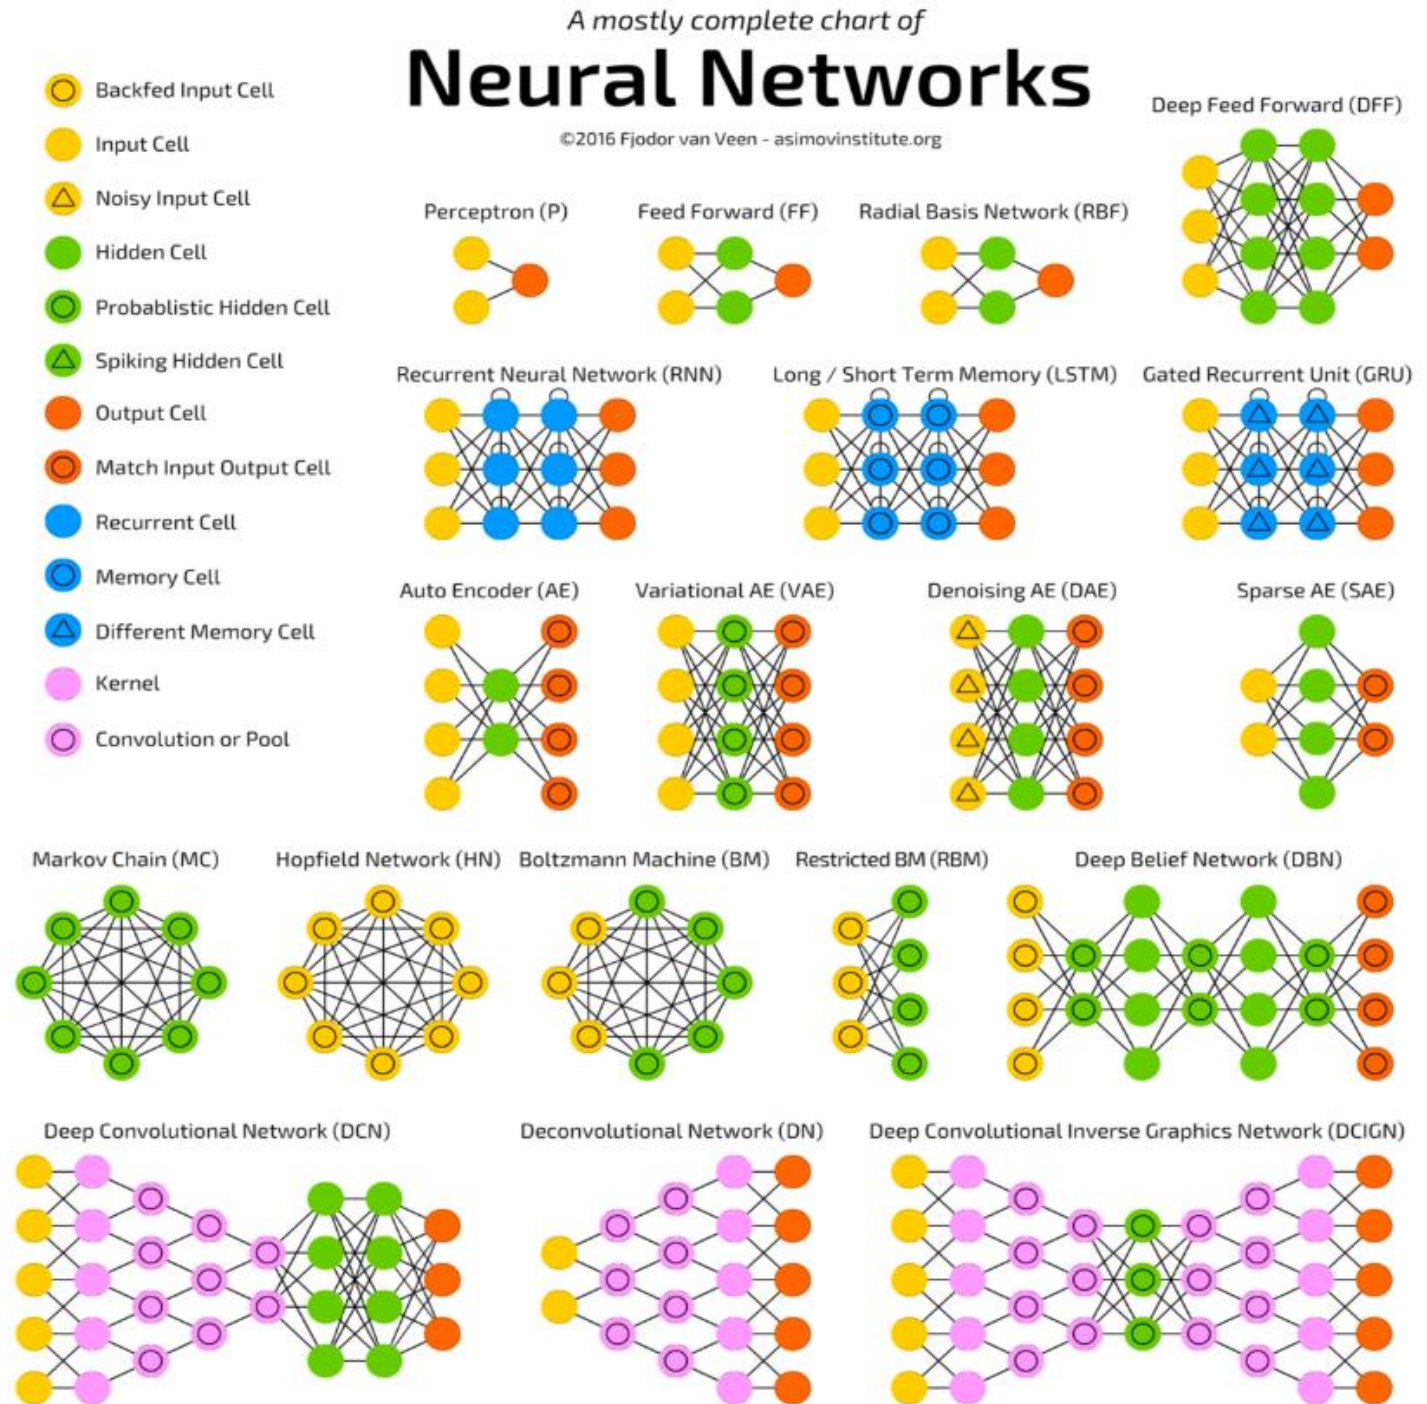 A mostly complete chart of
Neural Networks
©2016 Fjodor van Veen - asimovinstitute.org
Backfed Input Cell
Input Cell
Noisy Input Cell
Hidden Cell
Probablistic Hidden Cell
Spiking Hidden Cell
Output Cell
Match Input Output Cell
Recurrent Cell
Memory Cell
Different Memory Cell
Kernel
Convolution or Pool
Deep Feed Forward (DFF)
Perceptron (P)
Feed Forward (FF)
Radial Basis Network (RBF)
Recurrent Neural Network (RNN)
Long / Short Term Memory (LSTM)
Gated Recurrent Unit (GRU)
Auto Encoder (AE)
Variational AE (VAE)
Denoising AE (DAE)
Sparse AE (SAE)
Markov Chain (MC)
Hopfield Network (HN)
Boltzmann Machine (BM)
Restricted BM (RBM)
Deep Belief Network (DBN)
Deep Convolutional Network (DCN)
Deconvolutional Network (DN)
Deep Convolutional Inverse Graphics Network (DCIGN)